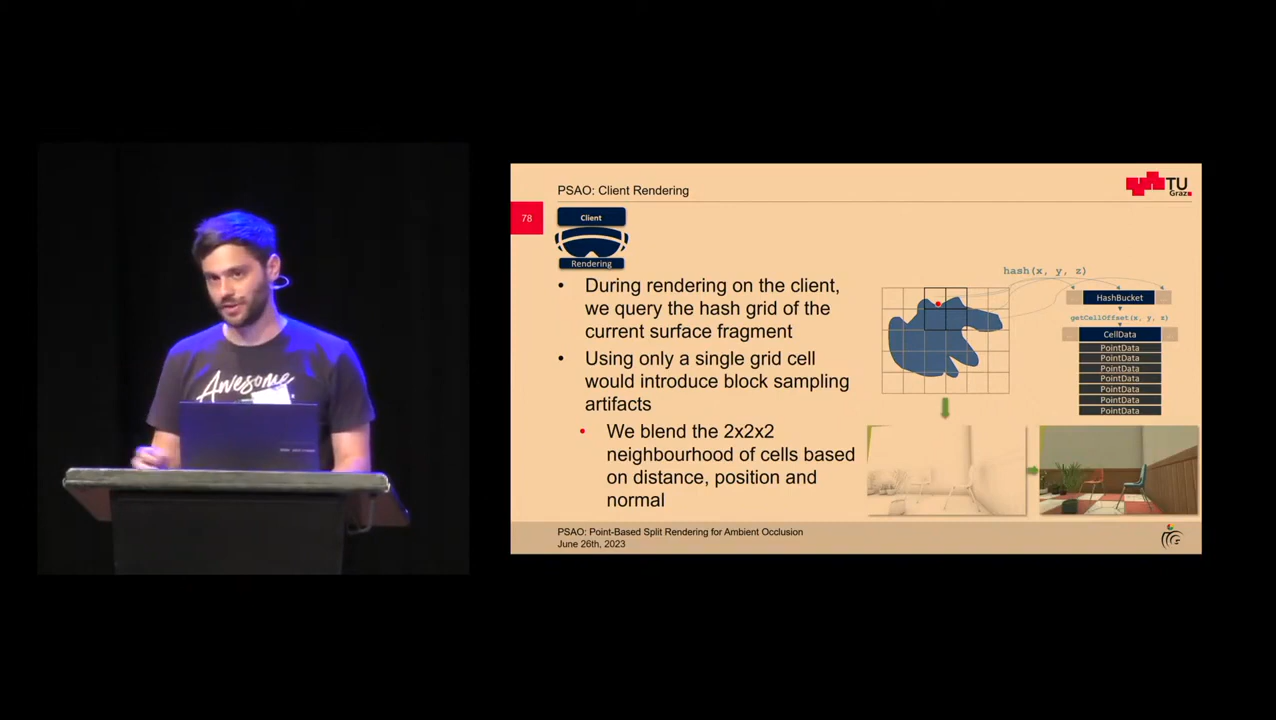 PSAO: Client Rendering
TU
Graz
78
Client
Rendering
• During rendering on the client,
we query the hash grid of the
current surface fragment
• Using only a single grid cell
would introduce block sampling
artifacts
• We blend the 2x2x2
neighbourhood of cells based
on distance, position and
normal
hash(x, y, z)
... HashBucket ...
getCellOffset(x, y, z)
... CellData ...
PointData
PointData
PointData
PointData
PointData
PointData
PointData
PSAO: Point-Based Split Rendering for Ambient Occlusion
June 26th, 2023
Awesome